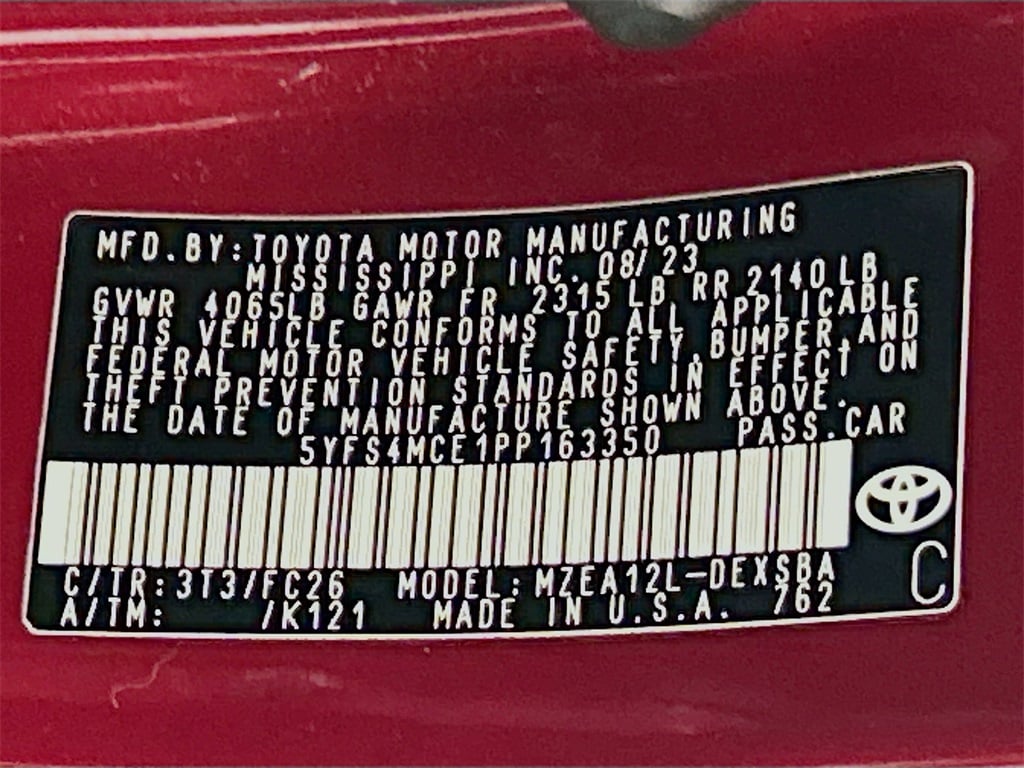 MFD.BY:TOYOTA MOTOR MANUFACTURING
MISSISSIPPI INC. 08/23
GVWR 4065LB GAWR FR 2315 LB RR 2140 LB
THIS VEHICLE CONFORMS TO ALL APPLICABLE
FEDERAL MOTOR VEHICLE SAFETY,BUMPER,AND
THEFT PREVENTION STANDARDS IN EFFECT ON
THE DATE OF MANUFACTURE SHOWN ABOVE.
5YFS4MCE1PP163350 PASS.CAR
C/TR:3T3/FC26 MODEL:MZEA12L-DEXSBA
A/TM: /K121 MADE IN U.S.A. 762
C